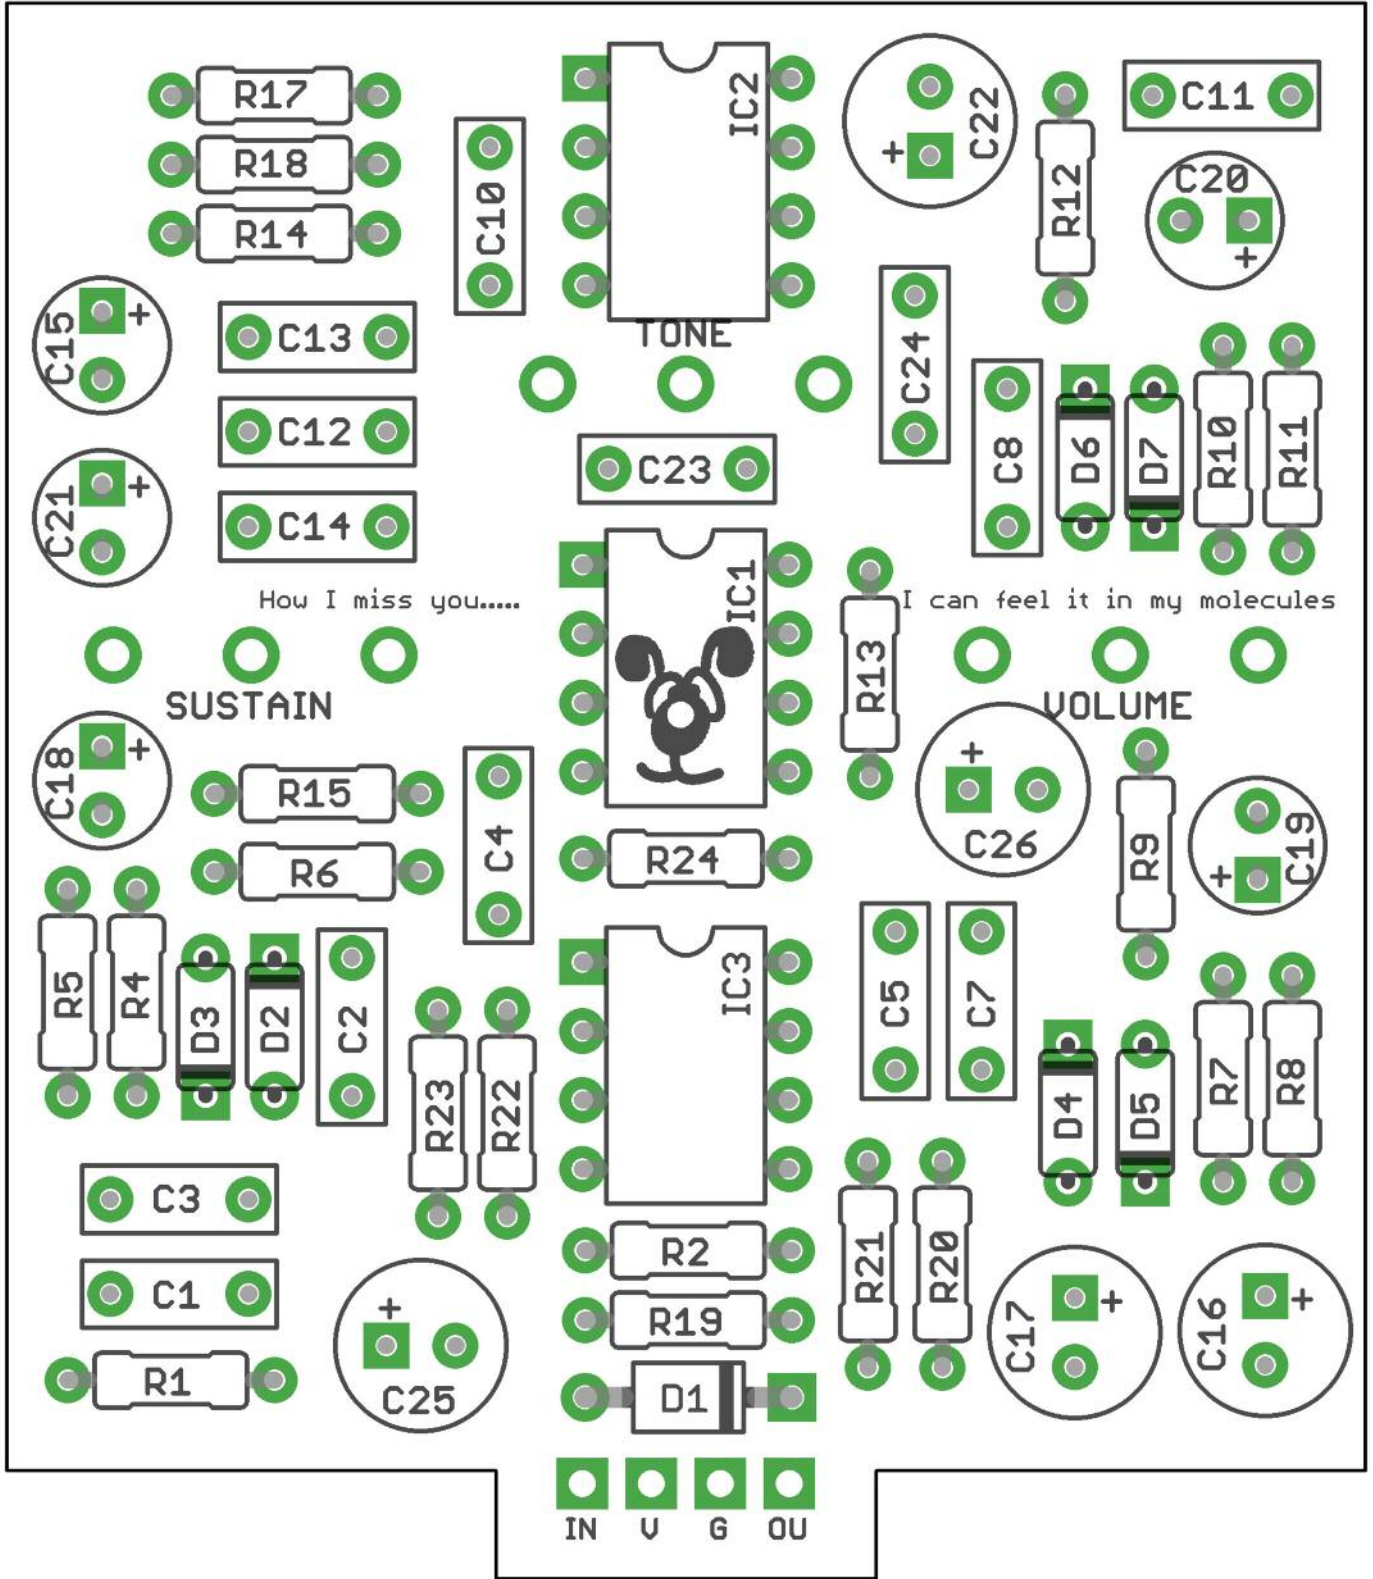 R17
IC2
C22
C11
R18
C10
R12
C20
R14
+
+
C15
+
C13
TONE
C24
C12
C23
C8
D6
D7
R10
R11
C21
+
C14
IC1
How I miss you.....
I can feel it in my molecules
R13
SUSTAIN
VOLUME
C18
+
R15
+
C26
C4
R24
R9
C19
+
R6
R5
R4
D3
D2
C2
IC3
C5
C7
R23
R22
D4
D5
R7
R8
C3
R2
R21
R20
C1
R19
+
C25
C17
+
C16
+
R1
D1
IN V G OU